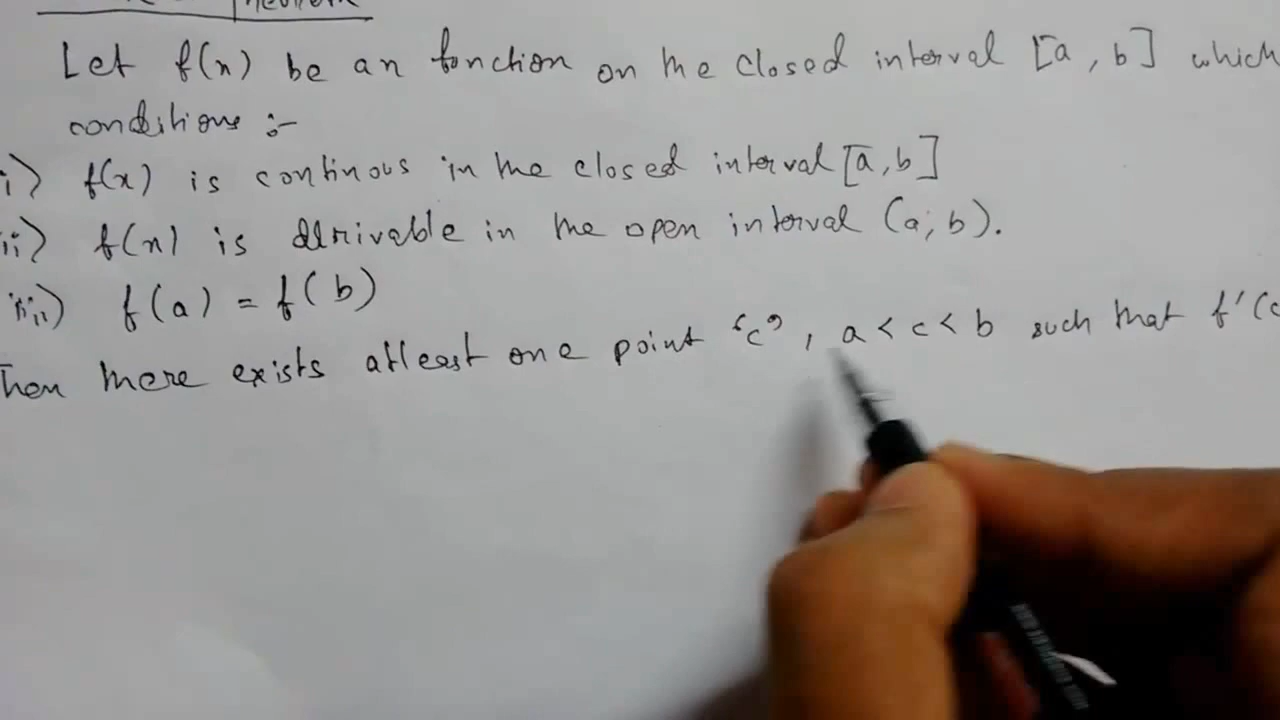 Theorem
Let f(x) be an function on the closed interval [a, b] which
conditions :-
i) f(x) is continous in the closed interval [a, b]
ii) f(x) is derivable in the open interval (a, b).
iii) f(a) = f(b)
Then there exists atleast one point 'c', a < c < b such that f'(c